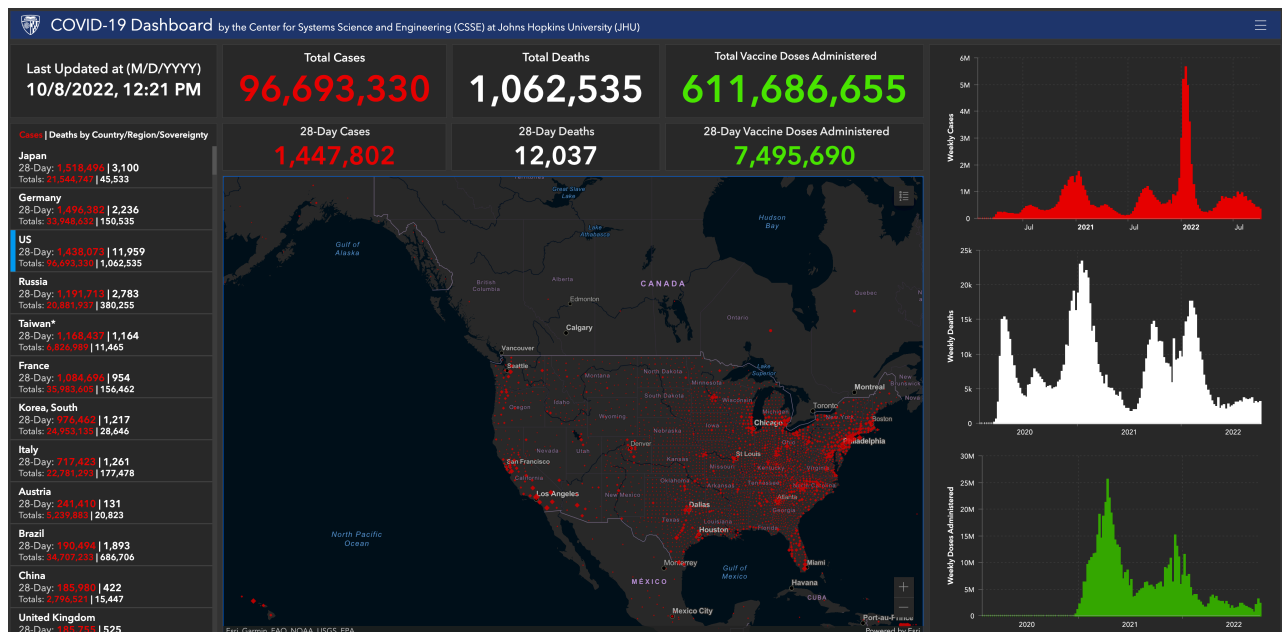 COVID-19 Dashboard by the Center for Systems Science and Engineering (CSSE) at Johns Hopkins University (JHU)
Last Updated at (M/D/YYYY)
10/8/2022, 12:21 PM
Cases | Deaths by Country/Region/Sovereignty
Japan
28-Day: 1,518,496 | 3,100
Totals: 21,544,747 | 45,533
Germany
28-Day: 1,496,382 | 2,236
Totals: 33,948,632 | 150,535
US
28-Day: 1,438,073 | 11,959
Totals: 96,693,330 | 1,062,535
Russia
28-Day: 1,191,713 | 2,783
Totals: 20,881,937 | 380,255
Taiwan*
28-Day: 1,168,437 | 1,164
Totals: 6,826,989 | 11,465
France
28-Day: 1,084,696 | 954
Totals: 35,983,605 | 156,462
Korea, South
28-Day: 976,462 | 1,217
Totals: 24,953,135 | 28,646
Italy
28-Day: 717,423 | 1,261
Totals: 22,781,293 | 177,478
Austria
28-Day: 241,410 | 131
Totals: 5,239,883 | 20,823
Brazil
28-Day: 190,494 | 1,893
Totals: 34,707,233 | 686,706
China
28-Day: 185,980 | 422
Totals: 2,796,521 | 15,447
United Kingdom
28-Day: 185,755 | 525
Total Cases
96,693,330
Total Deaths
1,062,535
Total Vaccine Doses Administered
611,686,655
28-Day Cases
1,447,802
28-Day Deaths
12,037
28-Day Vaccine Doses Administered
7,495,690
Territories
Great Slave
Lake
Lake
Athabasca
Hudson
Bay
Gulf of
Alaska
British
Columbia
Alberta
CANADA
Quebec
Edmonton
Ontario
Calgary
Vancouver
Seattle
Montana
North Dakota
Minnesota
Lake
Superior
Montreal
New
Brunswick
Nova
Oregon
Idaho
South Dakota
Wisconsin
Michigan
Toronto
New York
Boston
Wyoming
Iowa
Chicago
Nebraska
Ohio
Philadelphia
Nevada
Utah
Denver
Kansas
St Louis
Missouri
Kentucky
Virginia
San Francisco
California
Oklahoma
Arkansas
Tennessee
North Carolina
Los Angeles
New Mexico
Atlanta
Dallas
Georgia
Texas
Louisiana
Houston
Florida
North Pacific
Ocean
Monterrey
Miami
MÉXICO
Gulf of
Mexico
Havana
CUBA
Mexico City
Port-au-Prince
Esri, Garmin, FAO, NOAA, USGS, EPA
Powered by Esri
Weekly Cases
6M
5M
4M
3M
2M
1M
0
Jul
2021
Jul
2022
Jul
Weekly Deaths
25k
20k
15k
10k
5k
0
2020
2021
2022
Weekly Doses Administered
30M
25M
20M
15M
10M
5M
0
2020
2021
2022